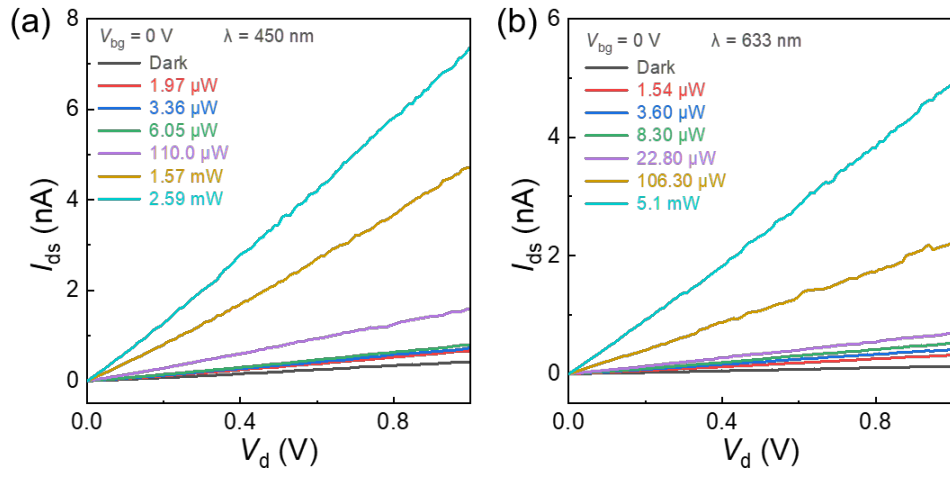 (a)
V_bg = 0 V λ = 450 nm
Dark
1.97 μW
3.36 μW
6.05 μW
110.0 μW
1.57 mW
2.59 mW
8
6
4
2
0
I_ds (nA)
0.0 0.4 0.8
V_d (V)
(b)
V_bg = 0 V λ = 633 nm
Dark
1.54 μW
3.60 μW
8.30 μW
22.80 μW
106.30 μW
5.1 mW
6
4
2
0
I_ds (nA)
0.0 0.4 0.8
V_d (V)